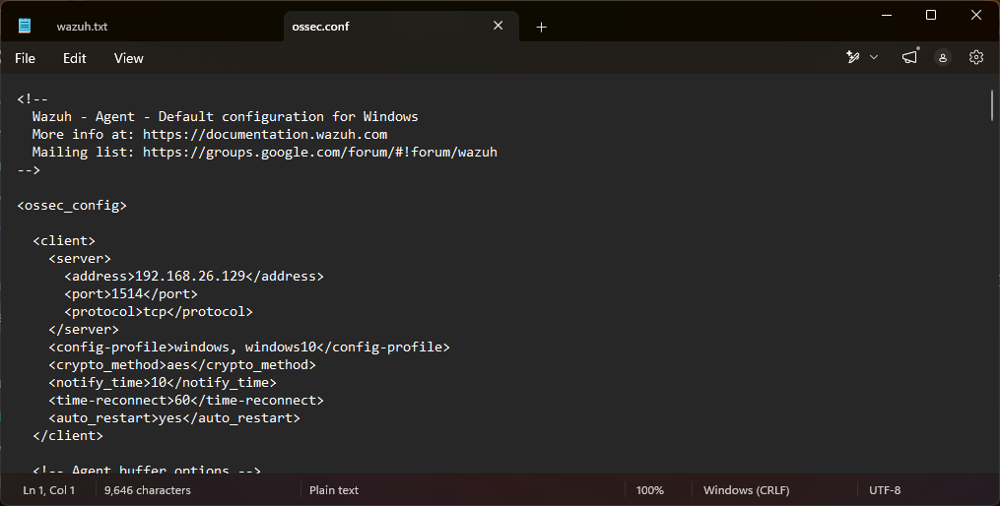 wazuh.txt
ossec.conf
File Edit View
<!--
  Wazuh - Agent - Default configuration for Windows
  More info at: https://documentation.wazuh.com
  Mailing list: https://groups.google.com/forum/#!forum/wazuh
-->
<ossec_config>
  <client>
    <server>
      <address>192.168.26.129</address>
      <port>1514</port>
      <protocol>tcp</protocol>
    </server>
    <config-profile>windows, windows10</config-profile>
    <crypto_method>aes</crypto_method>
    <notify_time>10</notify_time>
    <time-reconnect>60</time-reconnect>
    <auto_restart>yes</auto_restart>
  </client>
  <!-- Agent buffer options -->
Ln 1, Col 1 9,646 characters Plain text 100% Windows (CRLF) UTF-8